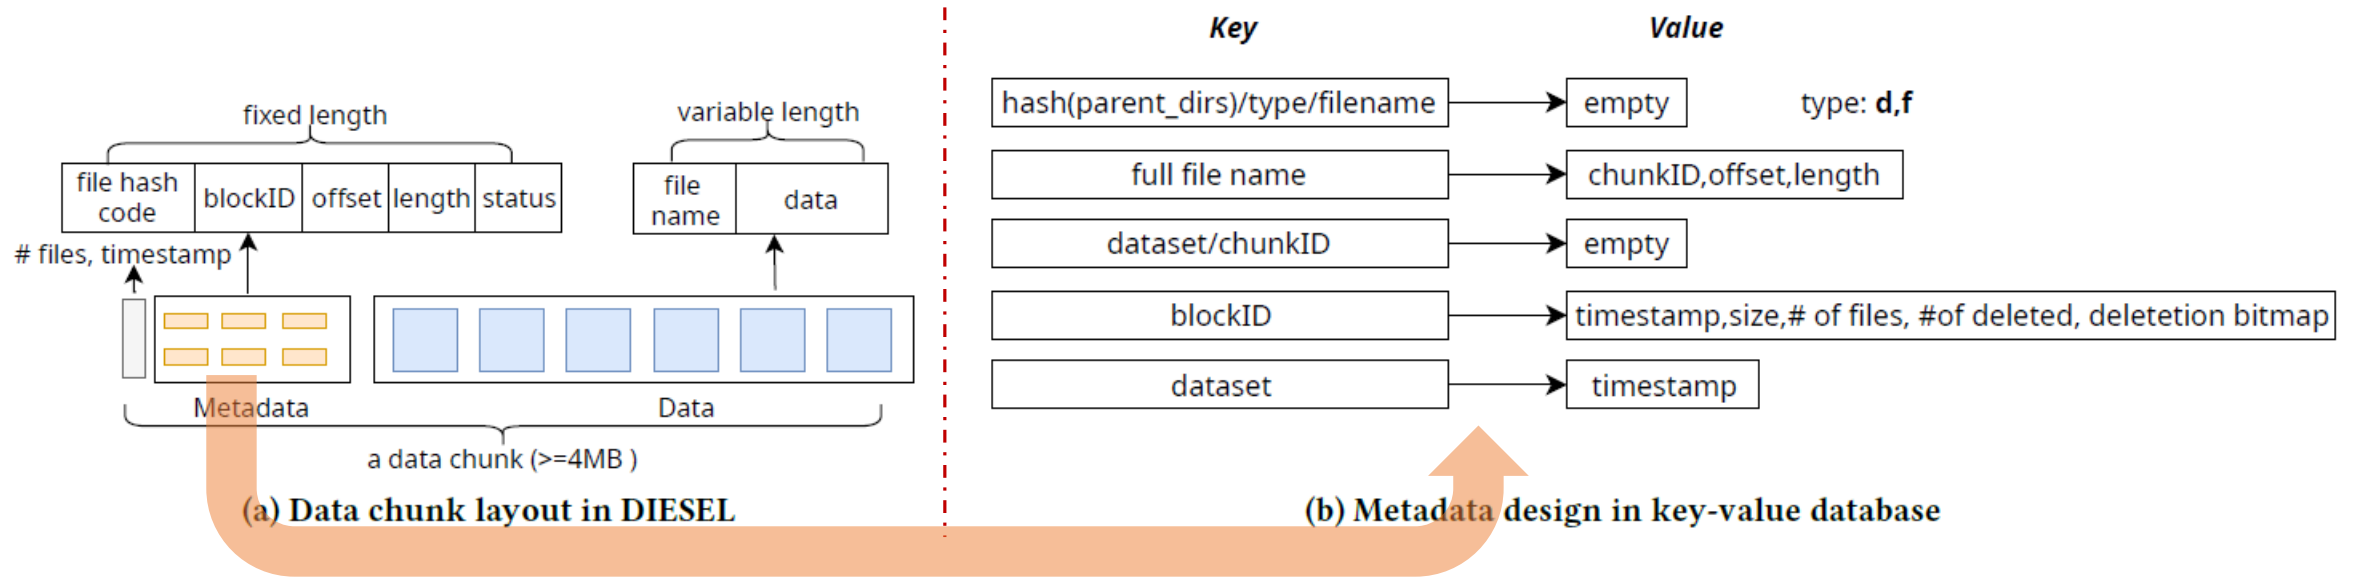 fixed length
variable length
file hash
code
blockID
offset
length
status
file
name
data
# files, timestamp
Metadata
Data
a data chunk (>=4MB )
(a) Data chunk layout in DIESEL
Key
Value
hash(parent_dirs)/type/filename
empty
type: d,f
full file name
chunkID,offset,length
dataset/chunkID
empty
blockID
timestamp,size,# of files, #of deleted, deletetion bitmap
dataset
timestamp
(b) Metadata design in key-value database